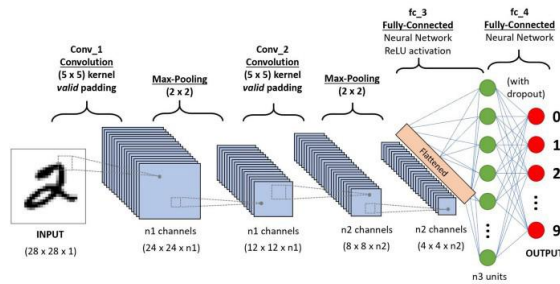 Conv_1
Convolution
(5 x 5) kernel
valid padding
Max-Pooling
(2 x 2)
Conv_2
Convolution
(5 x 5) kernel
valid padding
Max-Pooling
(2 x 2)
fc_3
Fully-Connected
Neural Network
ReLU activation
fc_4
Fully-Connected
Neural Network
(with
dropout)
Flattened
0
1
2
9
INPUT
(28 x 28 x 1)
n1 channels
(24 x 24 x n1)
n1 channels
(12 x 12 x n1)
n2 channels
(8 x 8 x n2)
n2 channels
(4 x 4 x n2)
n3 units
OUTPUT
2